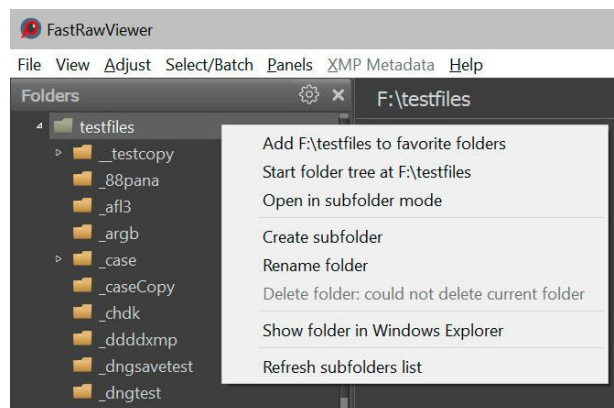 FastRawViewer
File View Adjust Select/Batch Panels XMP Metadata Help
Folders
F:\testfiles
testfiles
__testcopy
_88pana
_afl3
_argb
_case
_caseCopy
_chdk
_ddddxmp
_dngsavetest
_dngtest
Add F:\testfiles to favorite folders
Start folder tree at F:\testfiles
Open in subfolder mode
Create subfolder
Rename folder
Delete folder: could not delete current folder
Show folder in Windows Explorer
Refresh subfolders list